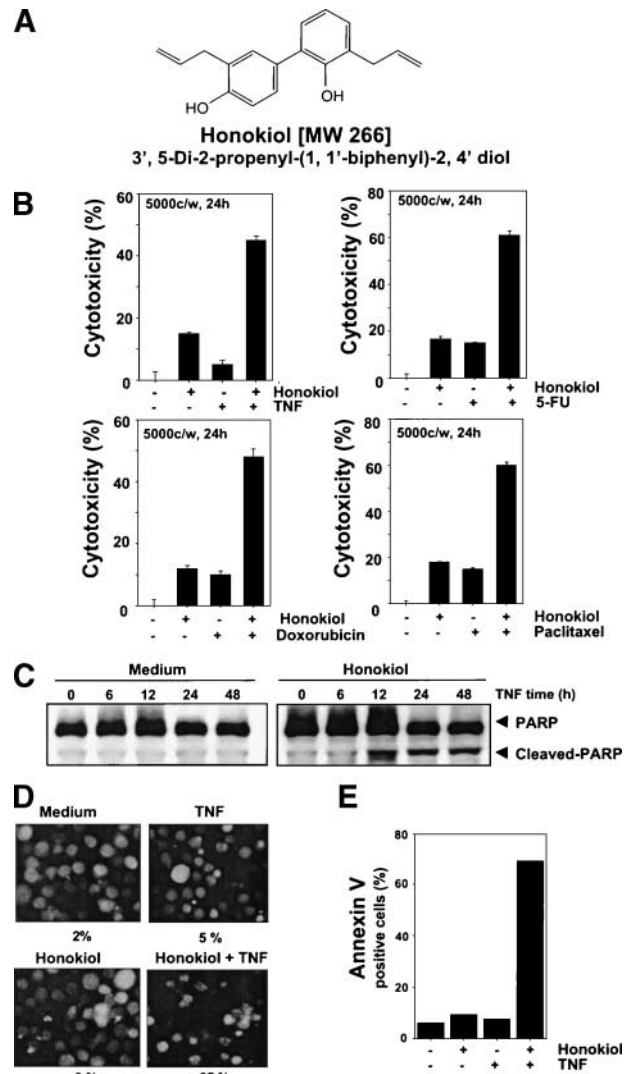 A
HO
OH
Honokiol [MW 266]
3', 5-Di-2-propenyl-(1, 1'-biphenyl)-2, 4' diol
B
5000c/w, 24h
Cytotoxicity (%)
60
40
20
0
- + - + Honokiol
- - + + TNF
5000c/w, 24h
Cytotoxicity (%)
80
60
40
20
0
- + - + Honokiol
- - + + 5-FU
5000c/w, 24h
Cytotoxicity (%)
60
40
20
0
- + - + Honokiol
- - + + Doxorubicin
5000c/w, 24h
Cytotoxicity (%)
80
60
40
20
0
- + - + Honokiol
- - + + Paclitaxel
C
Medium Honokiol
0 6 12 24 48 0 6 12 24 48 TNF time (h)
PARP
Cleaved-PARP
D
Medium TNF
2% 5 %
Honokiol Honokiol + TNF
E
Annexin V
positive cells (%)
80
60
40
20
0
- + - + Honokiol
- - + + TNF